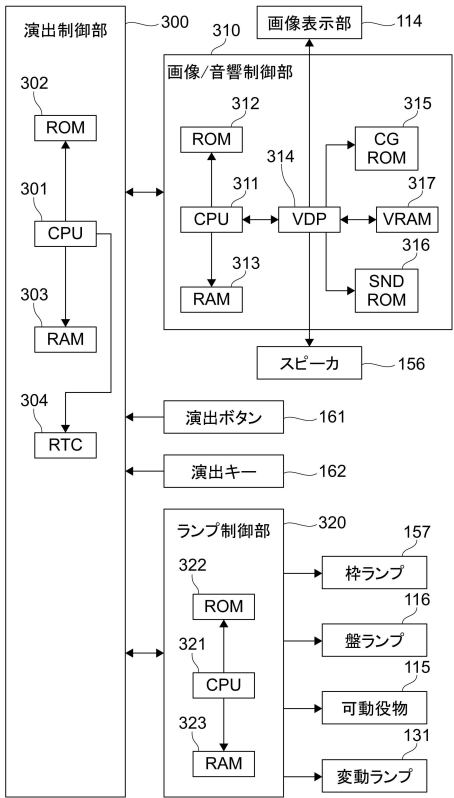 演出制御部
300
302
ROM
301
CPU
303
RAM
304
RTC
画像表示部
114
310
画像/音響制御部
312
ROM
311
CPU
313
RAM
314
VDP
315
CG
ROM
317
VRAM
316
SND
ROM
スピーカ
156
演出ボタン
161
演出キー
162
ランプ制御部
320
322
ROM
321
CPU
323
RAM
157
枠ランプ
116
盤ランプ
115
可動役物
131
変動ランプ